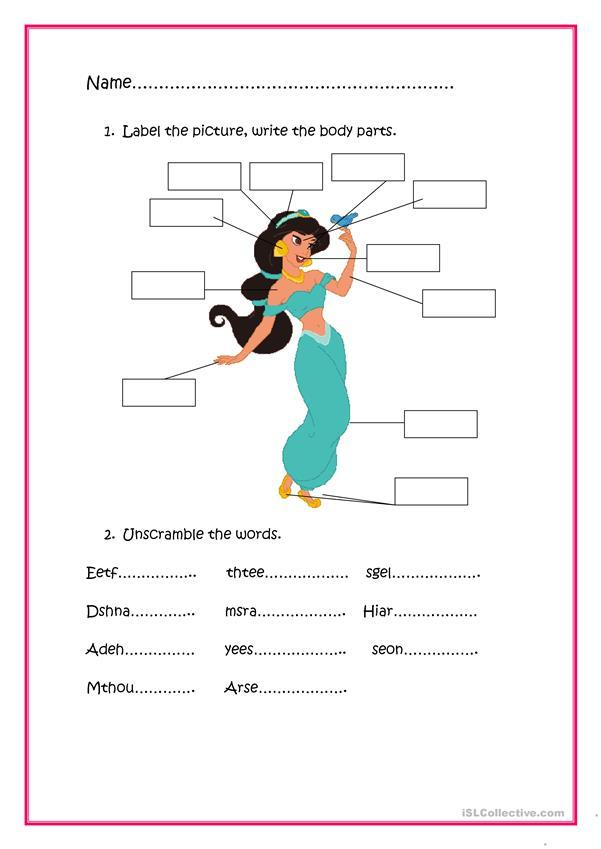 Name............................................................
1. Label the picture, write the body parts.
2. Unscramble the words.
Eetf................. thtee.................. sgel...................
Dshna.............. msra................... Hiar..................
Adeh............... yees..................... seon................
Mthou............. Arse...................
iSLCollective.com